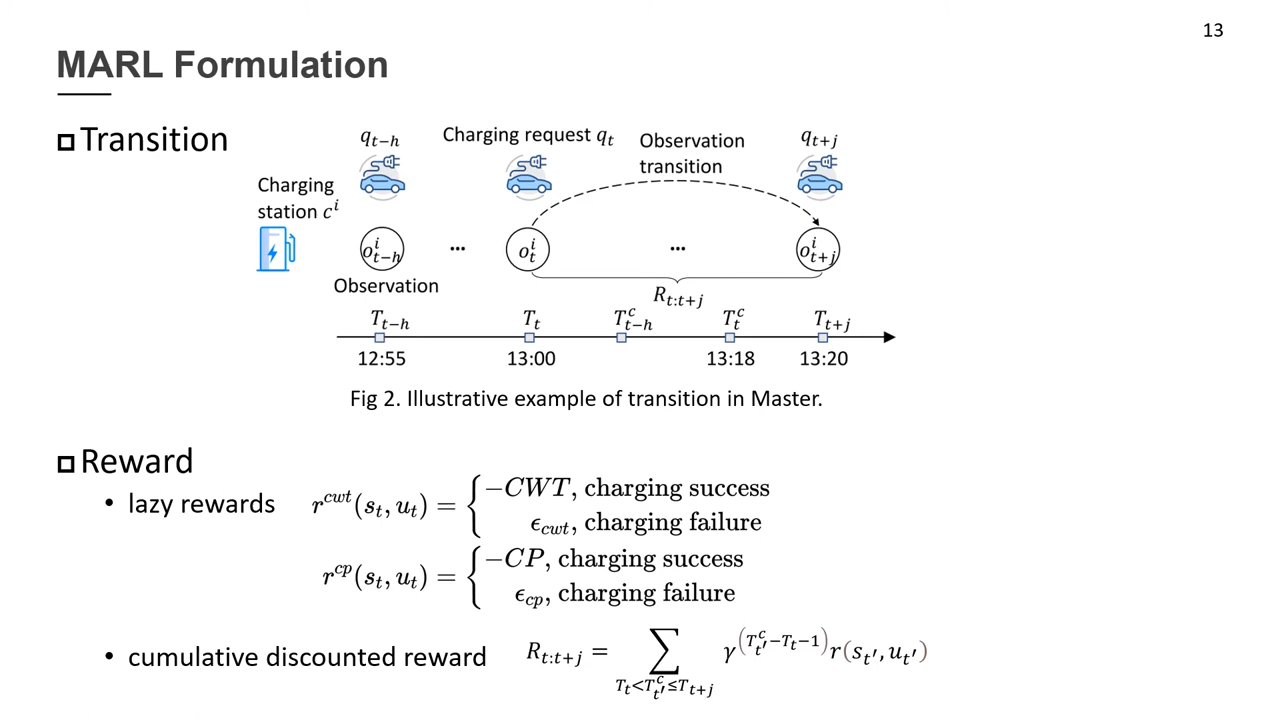 13
MARL Formulation
Transition
q_{t-h}
Charging request q_t
Observation
transition
q_{t+j}
Charging
station c^i
o^i_{t-h}
...
o^i_t
...
o^i_{t+j}
Observation
R_{t:t+j}
T_{t-h} T_t T^c_{t-h} T^c_t T_{t+j}
12:55 13:00 13:18 13:20
Fig 2. Illustrative example of transition in Master.
Reward
• lazy rewards r^{cwt}(s_t, u_t) = { -CWT, charging success
ϵ_{cwt}, charging failure
r^{cp}(s_t, u_t) = { -CP, charging success
ϵ_{cp}, charging failure
• cumulative discounted reward R_{t:t+j} = ∑_{T_t<T^c_{t'}≤T_{t+j}} γ^{(T^c_{t'}-T_t-1)} r(s_{t'}, u_{t'})